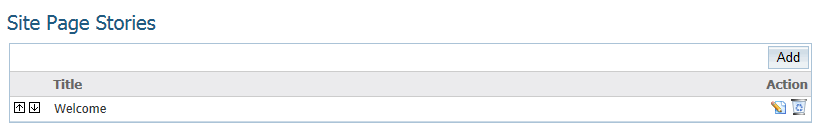 Site Page Stories
Add
Title Action
Welcome